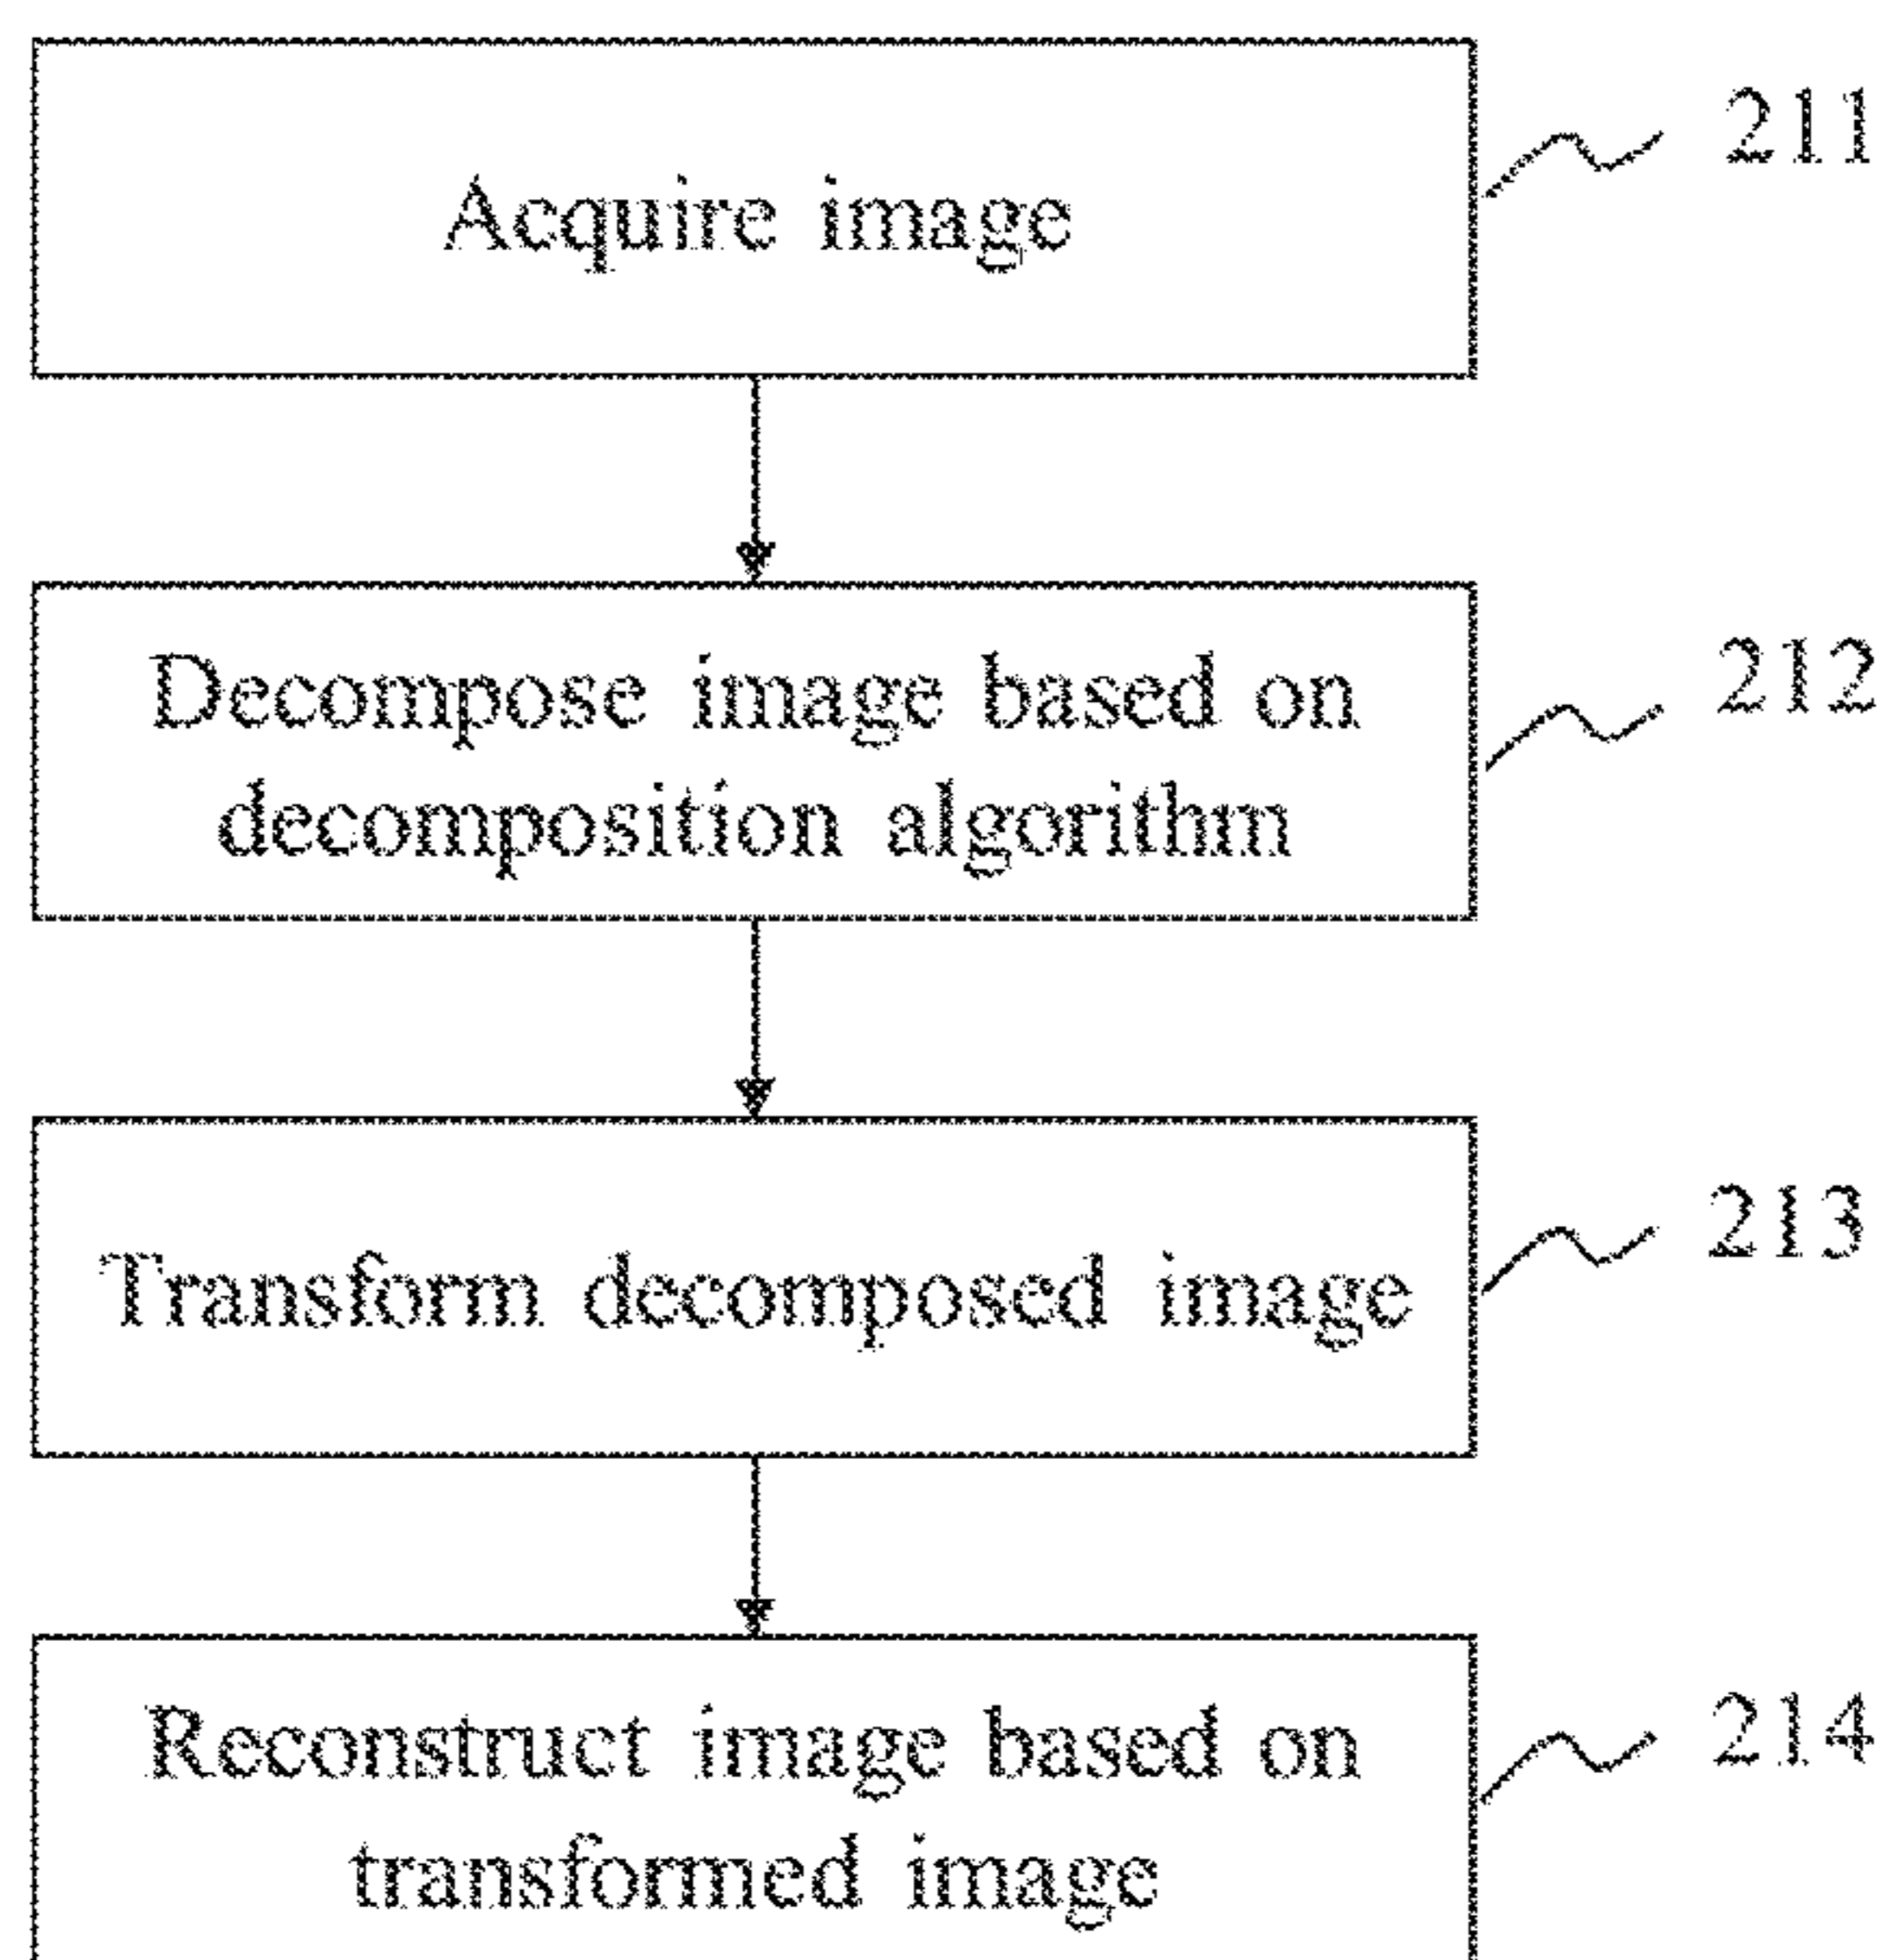 Acquire image
211
Decompose image based on
decomposition algorithm
212
Transform decomposed image
213
Reconstruct image based on
transformed image
214